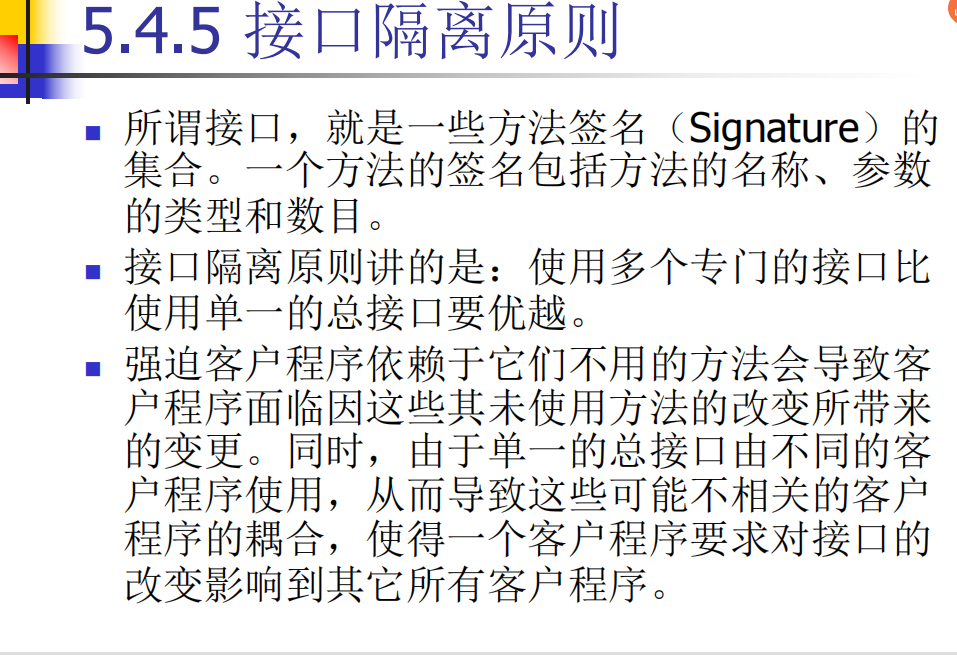 5.4.5 接口隔离原则
所谓接口，就是一些方法签名（Signature）的
集合。一个方法的签名包括方法的名称、参数
的类型和数目。
接口隔离原则讲的是：使用多个专门的接口比
使用单一的总接口要优越。
强迫客户程序依赖于它们不用的方法会导致客
户程序面临因这些其未使用方法的改变所带来
的变更。同时，由于单一的总接口由不同的客
户程序使用，从而导致这些可能不相关的客户
程序的耦合，使得一个客户程序要求对接口的
改变影响到其它所有客户程序。